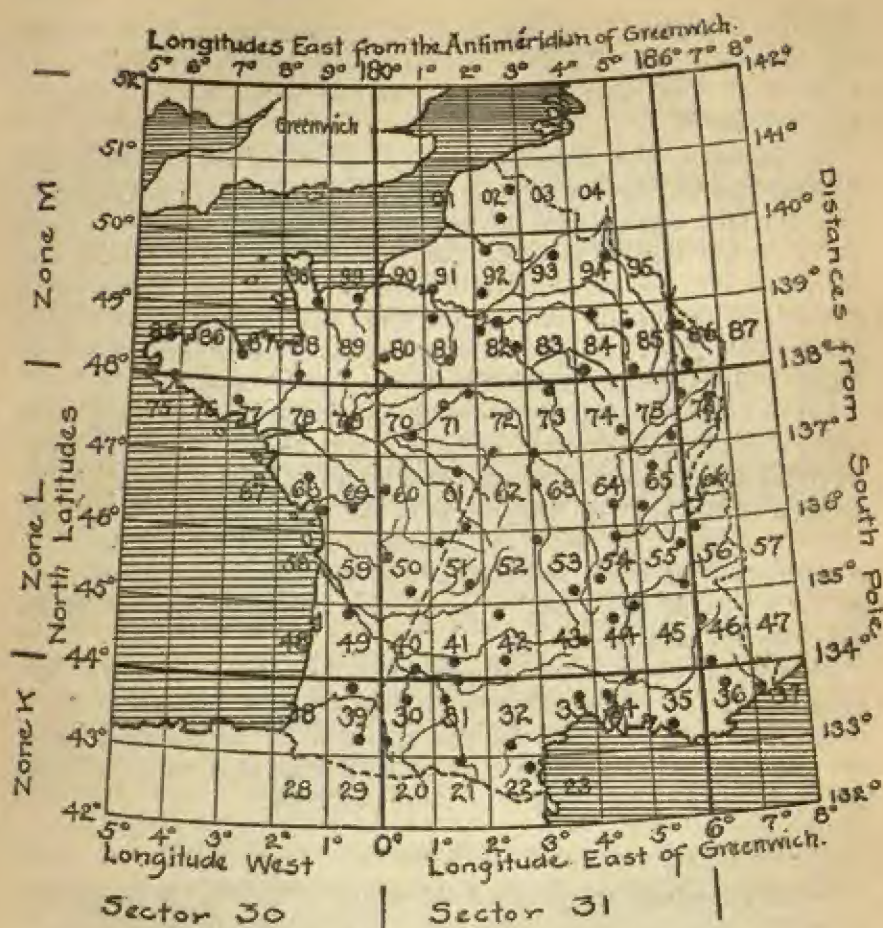 Longitudes East from the Antiméridian of Greenwich.
5° 6° 7° 8° 9° 180° 1° 2° 3° 4° 5° 186° 7° 8°
52° 142°
Greenwich
51° 141°
01 02 03 04
50° 140°
98 99 90 91 92 93 94 95
49° 139°
85 86 87 88 89 80 81 82 83 84 85 86 87
48° 138°
75 76 77 78 79 70 71 72 73 74 75 76
47° 137°
67 68 69 60 61 62 63 64 65 66
46° 136°
58 59 50 51 52 53 54 55 56 57
45° 135°
48 49 40 41 42 43 44 45 46 47
44° 134°
38 39 30 31 32 33 34 35 36 37
43° 133°
28 29 20 21 22 23
42° 132°
5° 4° 3° 2° 1° 0° 1° 2° 3° 4° 5° 6° 7° 8°
Zone M
Zone L
North Latitudes
Zone K
Distances from South Pole,
Longitude West
Longitude East of Greenwich.
Sector 30
Sector 31